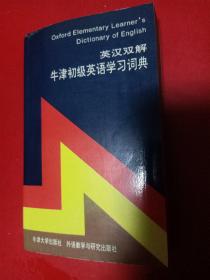 Oxford Elementary Learner's
Dictionary of English
英汉双解
牛津初级英语学习词典
牛津大学出版社 外语教学与研究出版社